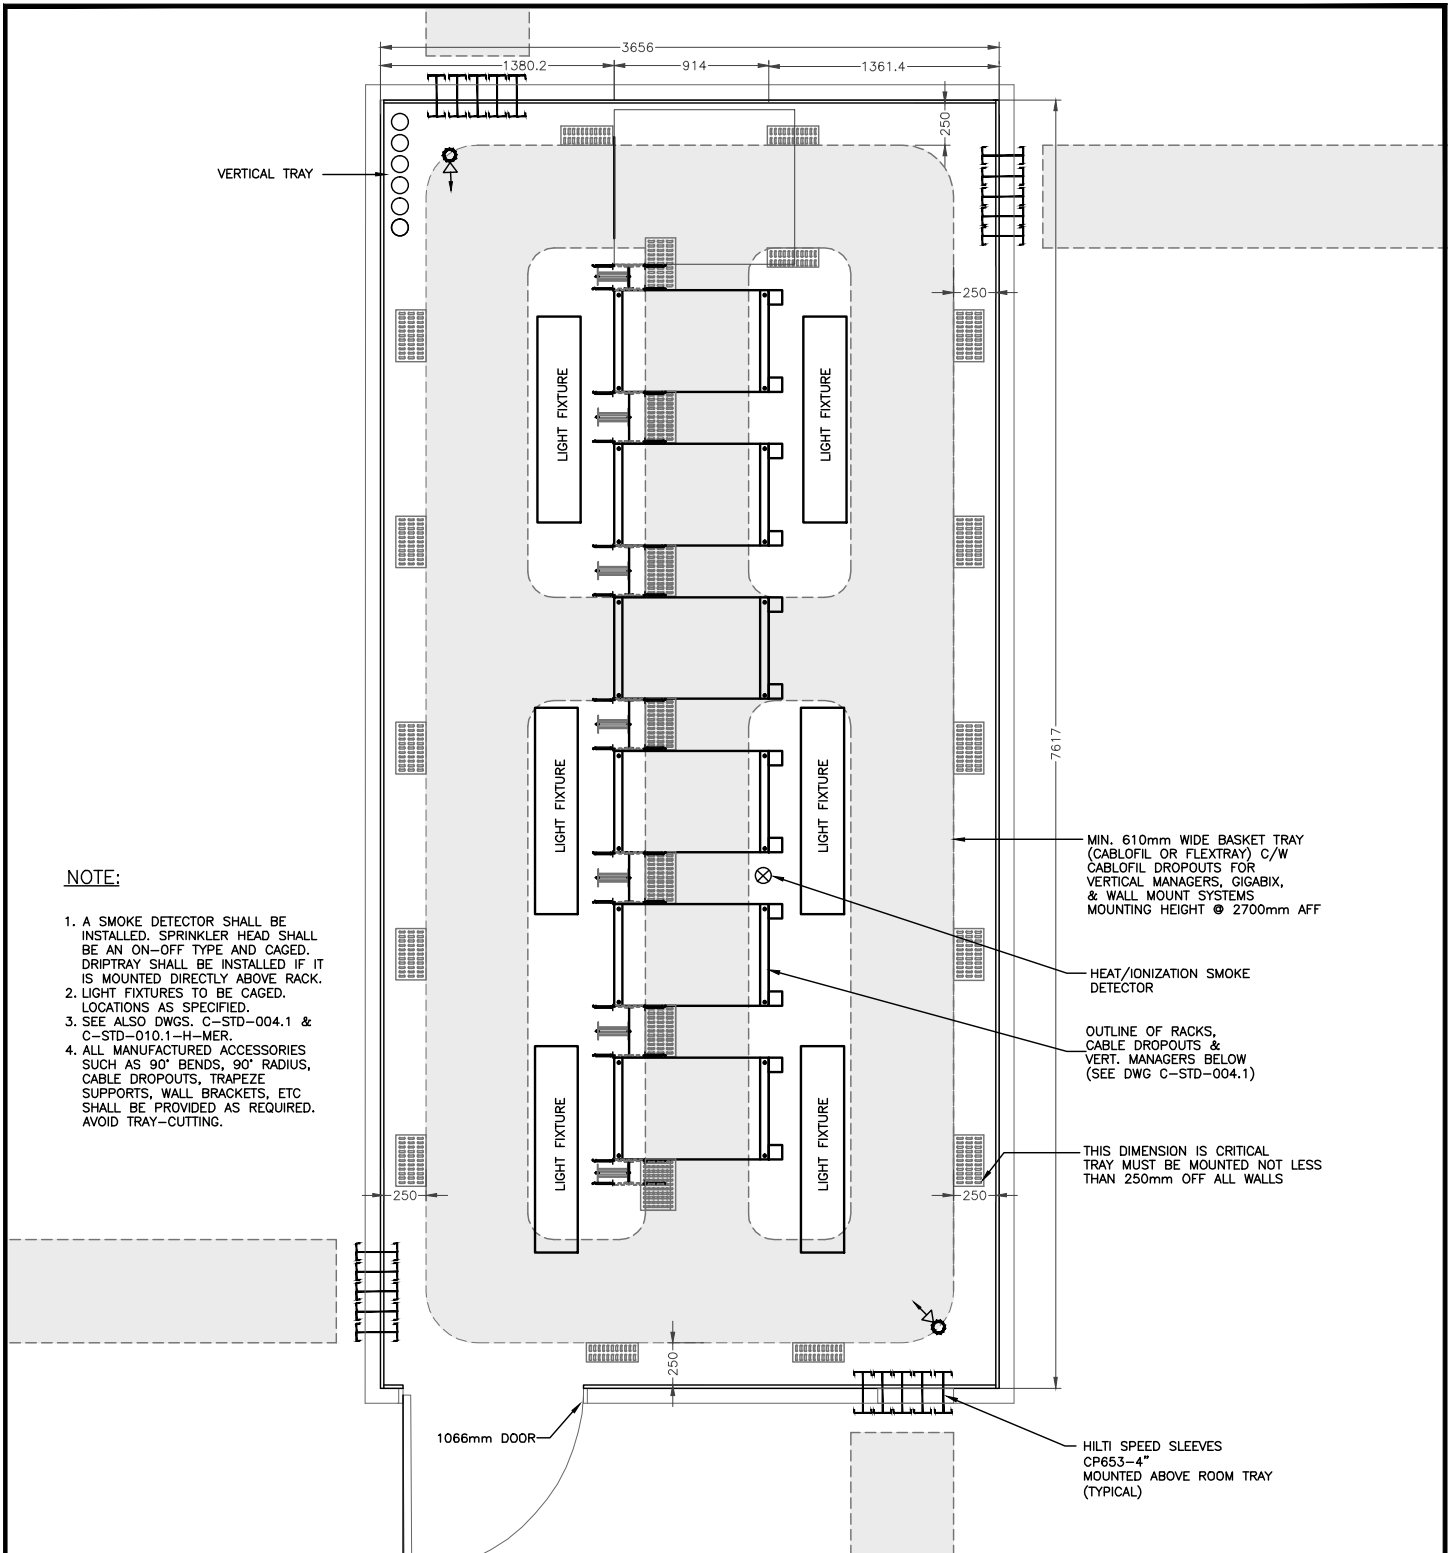 3656
1380.2
914
1361.4
250
VERTICAL TRAY
250
LIGHT FIXTURE
LIGHT FIXTURE
7617
LIGHT FIXTURE
LIGHT FIXTURE
MIN. 610mm WIDE BASKET TRAY
(CABLOFIL OR FLEXTRAY) C/W
CABLOFIL DROPOUTS FOR
VERTICAL MANAGERS, GIGABIX,
& WALL MOUNT SYSTEMS
MOUNTING HEIGHT @ 2700mm AFF
NOTE:
1. A SMOKE DETECTOR SHALL BE
INSTALLED. SPRINKLER HEAD SHALL
BE AN ON-OFF TYPE AND CAGED.
DRIPTRAY SHALL BE INSTALLED IF IT
IS MOUNTED DIRECTLY ABOVE RACK.
2. LIGHT FIXTURES TO BE CAGED.
LOCATIONS AS SPECIFIED.
3. SEE ALSO DWGS. C-STD-004.1 &
C-STD-010.1-H-MER.
4. ALL MANUFACTURED ACCESSORIES
SUCH AS 90° BENDS, 90° RADIUS,
CABLE DROPOUTS, TRAPEZE
SUPPORTS, WALL BRACKETS, ETC
SHALL BE PROVIDED AS REQUIRED.
AVOID TRAY-CUTTING.
HEAT/IONIZATION SMOKE
DETECTOR
OUTLINE OF RACKS,
CABLE DROPOUTS &
VERT. MANAGERS BELOW
(SEE DWG C-STD-004.1)
LIGHT FIXTURE
LIGHT FIXTURE
THIS DIMENSION IS CRITICAL
TRAY MUST BE MOUNTED NOT LESS
THAN 250mm OFF ALL WALLS
250
250
250
1066mm DOOR
HILTI SPEED SLEEVES
CP653-4"
MOUNTED ABOVE ROOM TRAY
(TYPICAL)